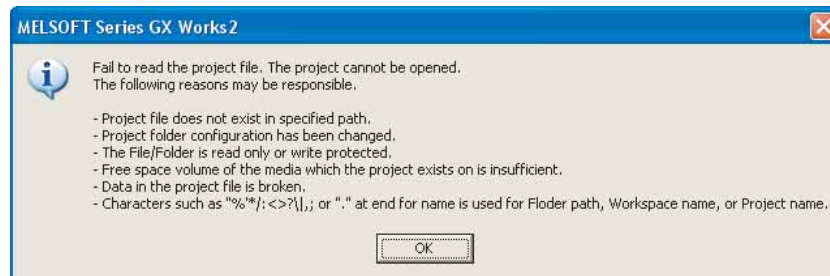 MELSOFT Series GX Works2
Fail to read the project file. The project cannot be opened.
The following reasons may be responsible.
- Project file does not exist in specified path.
- Project folder configuration has been changed.
- The File/Folder is read only or write protected.
- Free space volume of the media which the project exists on is insufficient.
- Data in the project file is broken.
- Characters such as "%'*/:<>?\|,; or "." at end for name is used for Floder path, Workspace name, or Project name.
OK